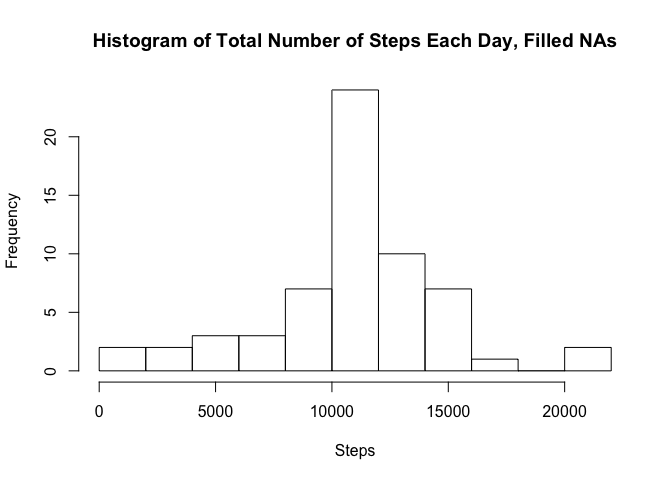 Histogram of Total Number of Steps Each Day, Filled NAs
Frequency
20
15
10
5
0
0 5000 10000 15000 20000
Steps